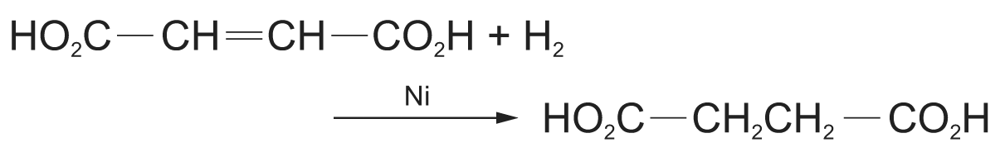 HO₂C — CH=CH — CO₂H + H₂
Ni
HO₂C — CH₂CH₂ — CO₂H